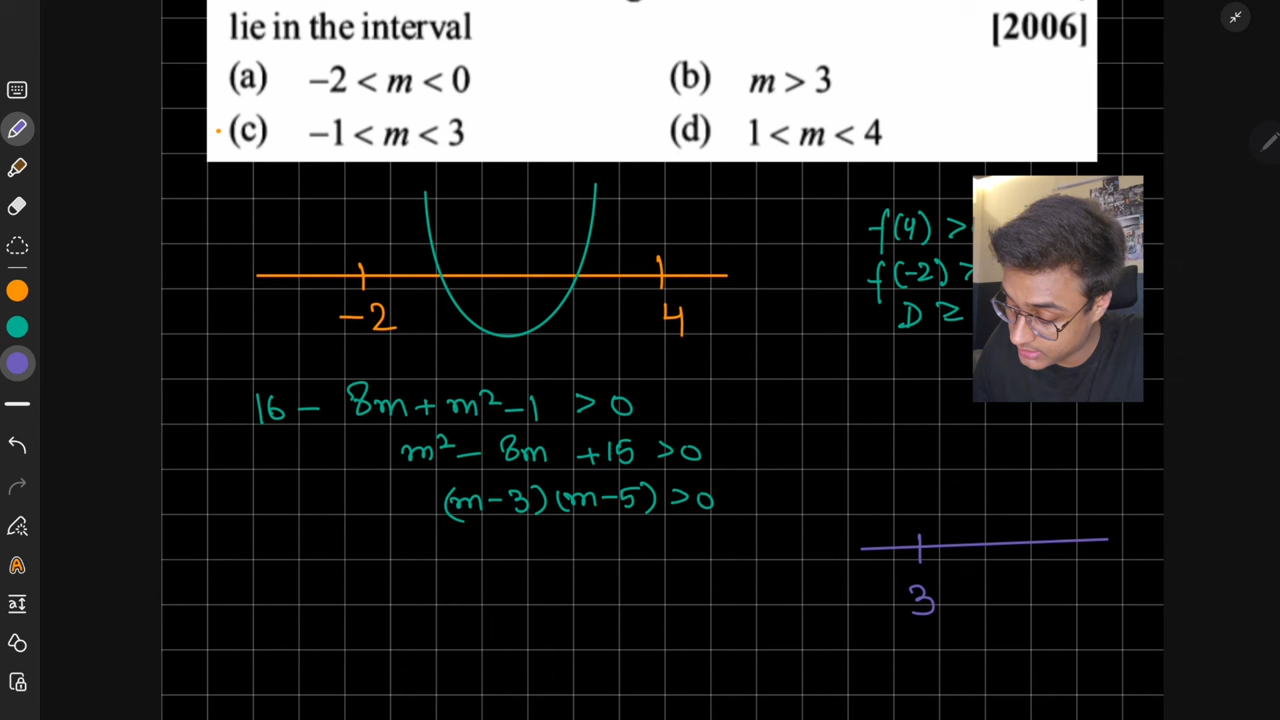 lie in the interval [2006]
(a) −2 < m < 0 (b) m > 3
(c) −1 < m < 3 (d) 1 < m < 4
f(4) >
f(-2) >
D ≥
-2 4
16 - 8m + m² - 1 > 0
m² - 8m + 15 > 0
(m-3)(m-5) > 0
3